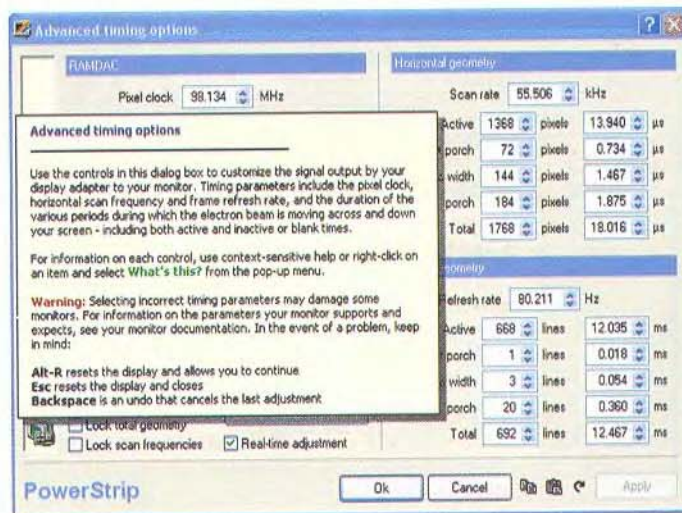 Advanced timing options
RAMDAC
Pixel clock 98.134 MHz
Advanced timing options
Use the controls in this dialog box to customize the signal output by your
display adapter to your monitor. Timing parameters include the pixel clock,
horizontal scan frequency and frame refresh rate, and the duration of the
various periods during which the electron beam is moving across and down
your screen - including both active and inactive or blank times.
For information on each control, use context-sensitive help or right-click on
an item and select What's this? from the pop-up menu.
Warning: Selecting incorrect timing parameters may damage some
monitors. For information on the parameters your monitor supports and
expects, see your monitor documentation. In the event of a problem, keep
in mind:
Alt-R resets the display and allows you to continue
Esc resets the display and closes
Backspace is an undo that cancels the last adjustment
Lock total geometry
Lock scan frequencies Real-time adjustment
Horizontal geometry
Scan rate 55.506 kHz
Active 1368 pixels 13.940 µs
porch 72 pixels 0.734 µs
width 144 pixels 1.467 µs
porch 184 pixels 1.875 µs
Total 1768 pixels 18.016 µs
Refresh rate 80.211 Hz
Active 668 lines 12.035 ms
porch 1 lines 0.018 ms
width 3 lines 0.054 ms
porch 20 lines 0.360 ms
Total 692 lines 12.467 ms
PowerStrip
Ok Cancel Apply